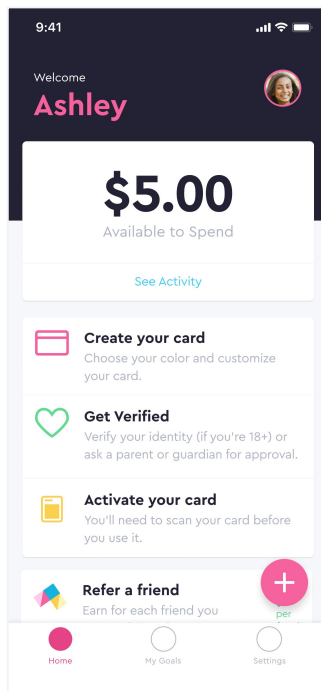 9:41
Welcome
Ashley
$5.00
Available to Spend
See Activity
Create your card
Choose your color and customize
your card.
Get Verified
Verify your identity (if you're 18+) or
ask a parent or guardian for approval.
Activate your card
You'll need to scan your card before
you use it.
Refer a friend
Earn for each friend you
per
Home
My Goals
Settings